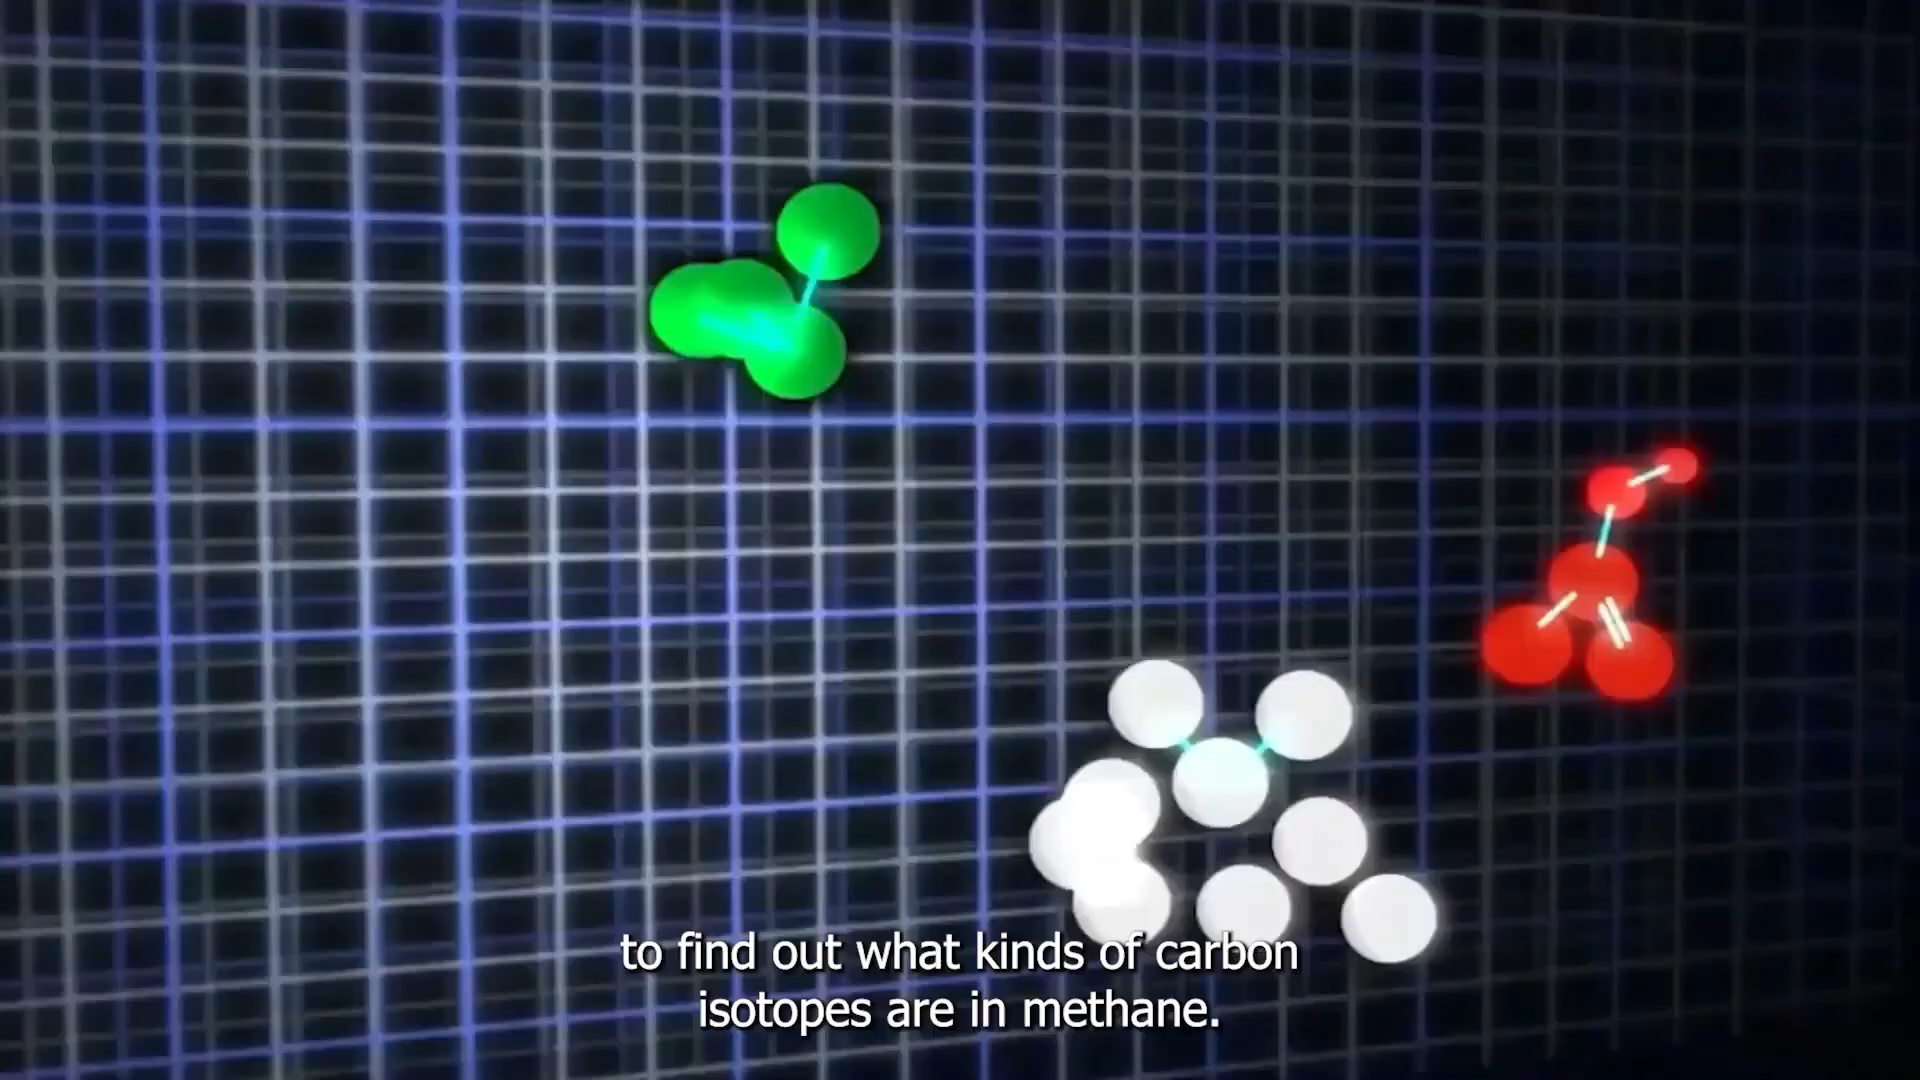 to find out what kinds of carbon
isotopes are in methane.